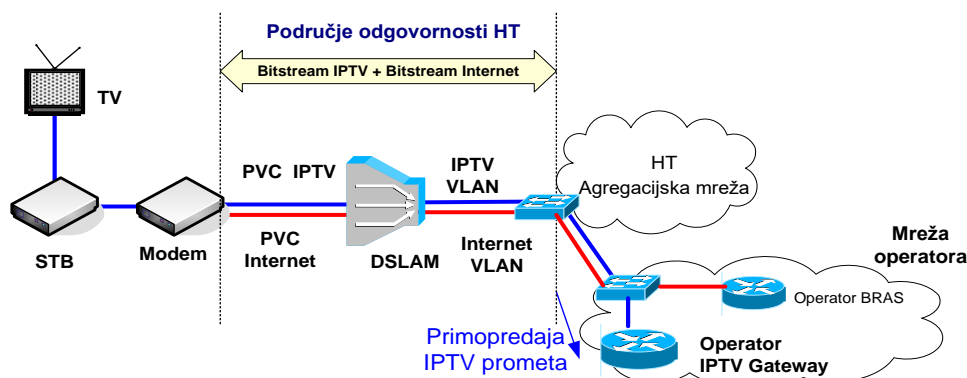 Područje odgovornosti HT
Bitstream IPTV + Bitstream Internet
TV
STB
Modem
PVC IPTV
PVC
Internet
DSLAM
IPTV
VLAN
Internet
VLAN
HT
Agregacijska mreža
Mreža
operatora
Operator BRAS
Primopredaja
IPTV prometa
Operator
IPTV Gateway